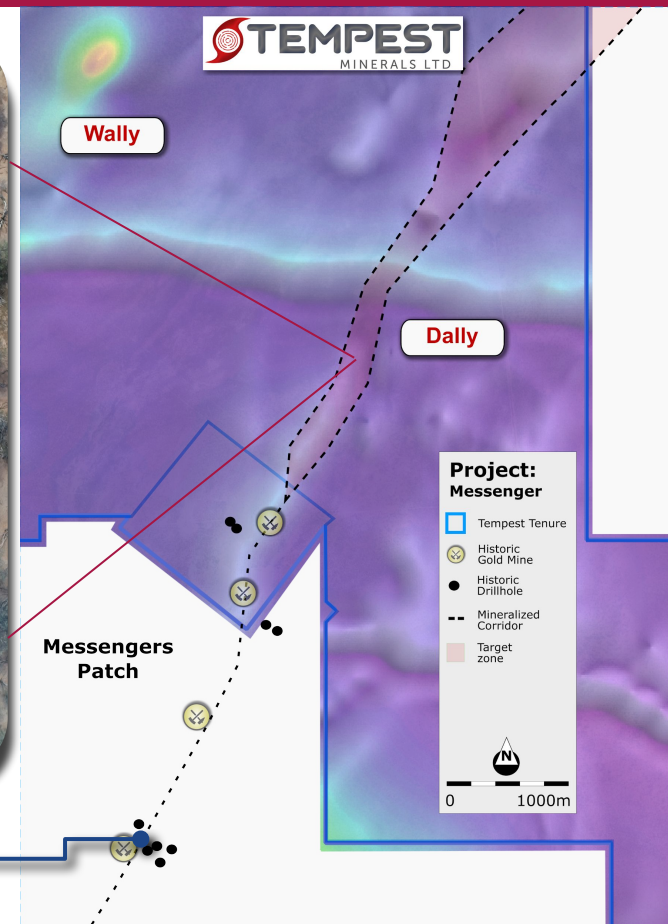 TEMPEST
MINERALS LTD
Wally
Dally
Project:
Messenger
Tempest Tenure
Historic
Gold Mine
Historic
Drillhole
Mineralized
Corridor
Target
zone
N
0 1000m
Messengers
Patch